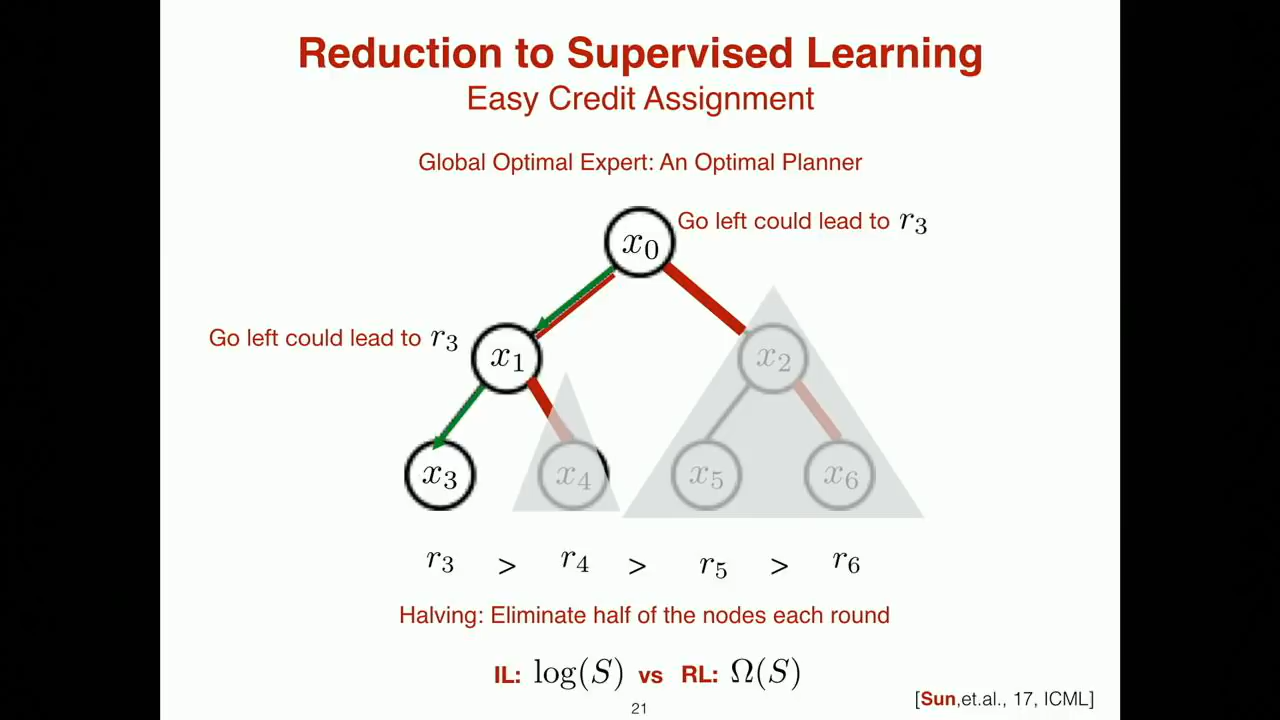 Reduction to Supervised Learning
Easy Credit Assignment
Global Optimal Expert: An Optimal Planner
x₀
Go left could lead to r₃
Go left could lead to r₃
x₁
x₂
x₃
x₄
x₅
x₆
r₃ > r₄ > r₅ > r₆
Halving: Eliminate half of the nodes each round
IL: log(S) vs RL: Ω(S)
[Sun,et.al., 17, ICML]
21